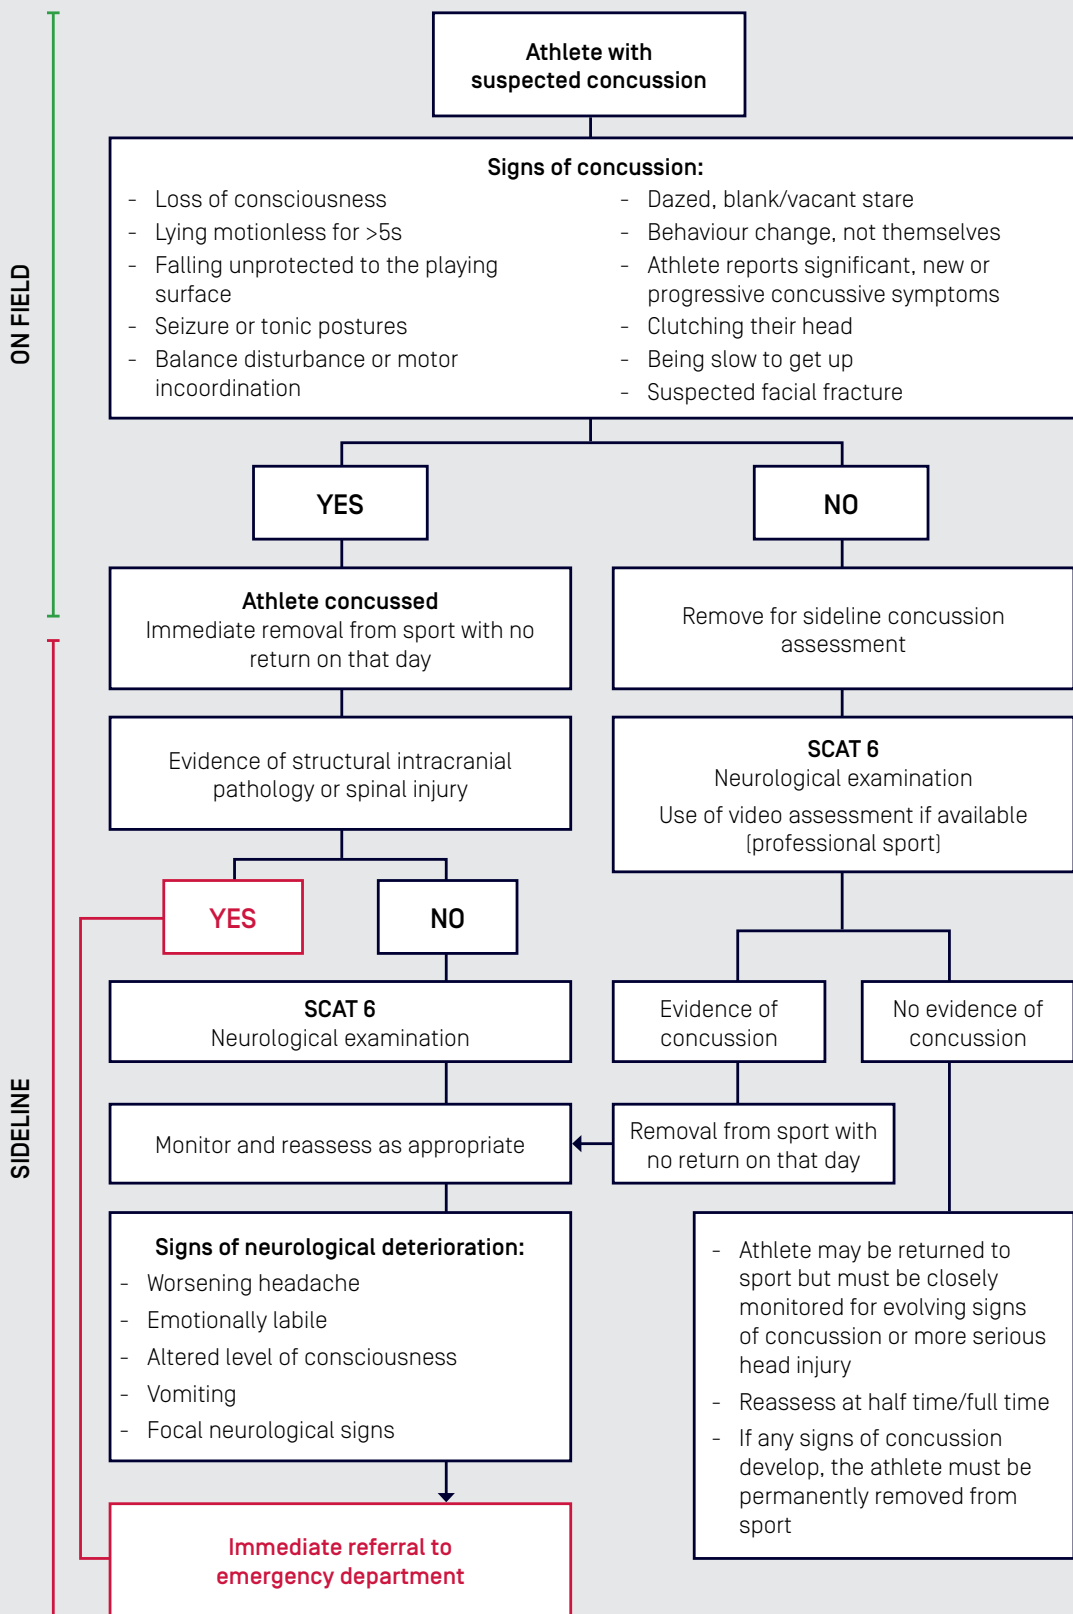 Athlete with
suspected concussion
ON FIELD
Signs of concussion:
- Loss of consciousness
- Lying motionless for >5s
- Falling unprotected to the playing
surface
- Seizure or tonic postures
- Balance disturbance or motor
incoordination
- Dazed, blank/vacant stare
- Behaviour change, not themselves
- Athlete reports significant, new or
progressive concussive symptoms
- Clutching their head
- Being slow to get up
- Suspected facial fracture
YES
NO
Athlete concussed
Immediate removal from sport with no
return on that day
Remove for sideline concussion
assessment
SIDELINE
Evidence of structural intracranial
pathology or spinal injury
SCAT 6
Neurological examination
Use of video assessment if available
(professional sport)
YES
NO
SCAT 6
Neurological examination
Evidence of
concussion
No evidence of
concussion
Monitor and reassess as appropriate
Removal from sport with
no return on that day
Signs of neurological deterioration:
- Worsening headache
- Emotionally labile
- Altered level of consciousness
- Vomiting
- Focal neurological signs
- Athlete may be returned to
sport but must be closely
monitored for evolving signs
of concussion or more serious
head injury
- Reassess at half time/full time
- If any signs of concussion
develop, the athlete must be
permanently removed from
sport
Immediate referral to
emergency department